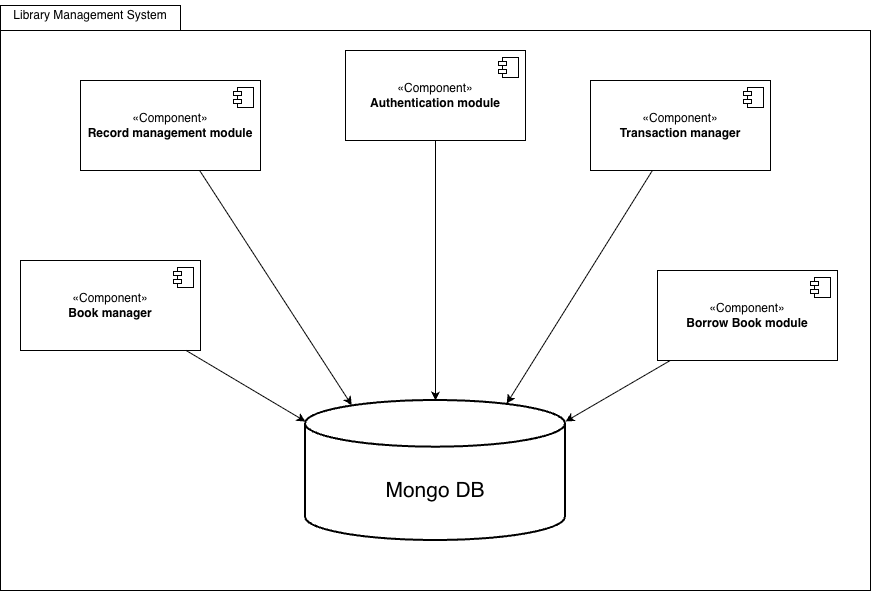 Library Management System
«Component»
Authentication module
«Component»
Record management module
«Component»
Transaction manager
«Component»
Book manager
«Component»
Borrow Book module
Mongo DB